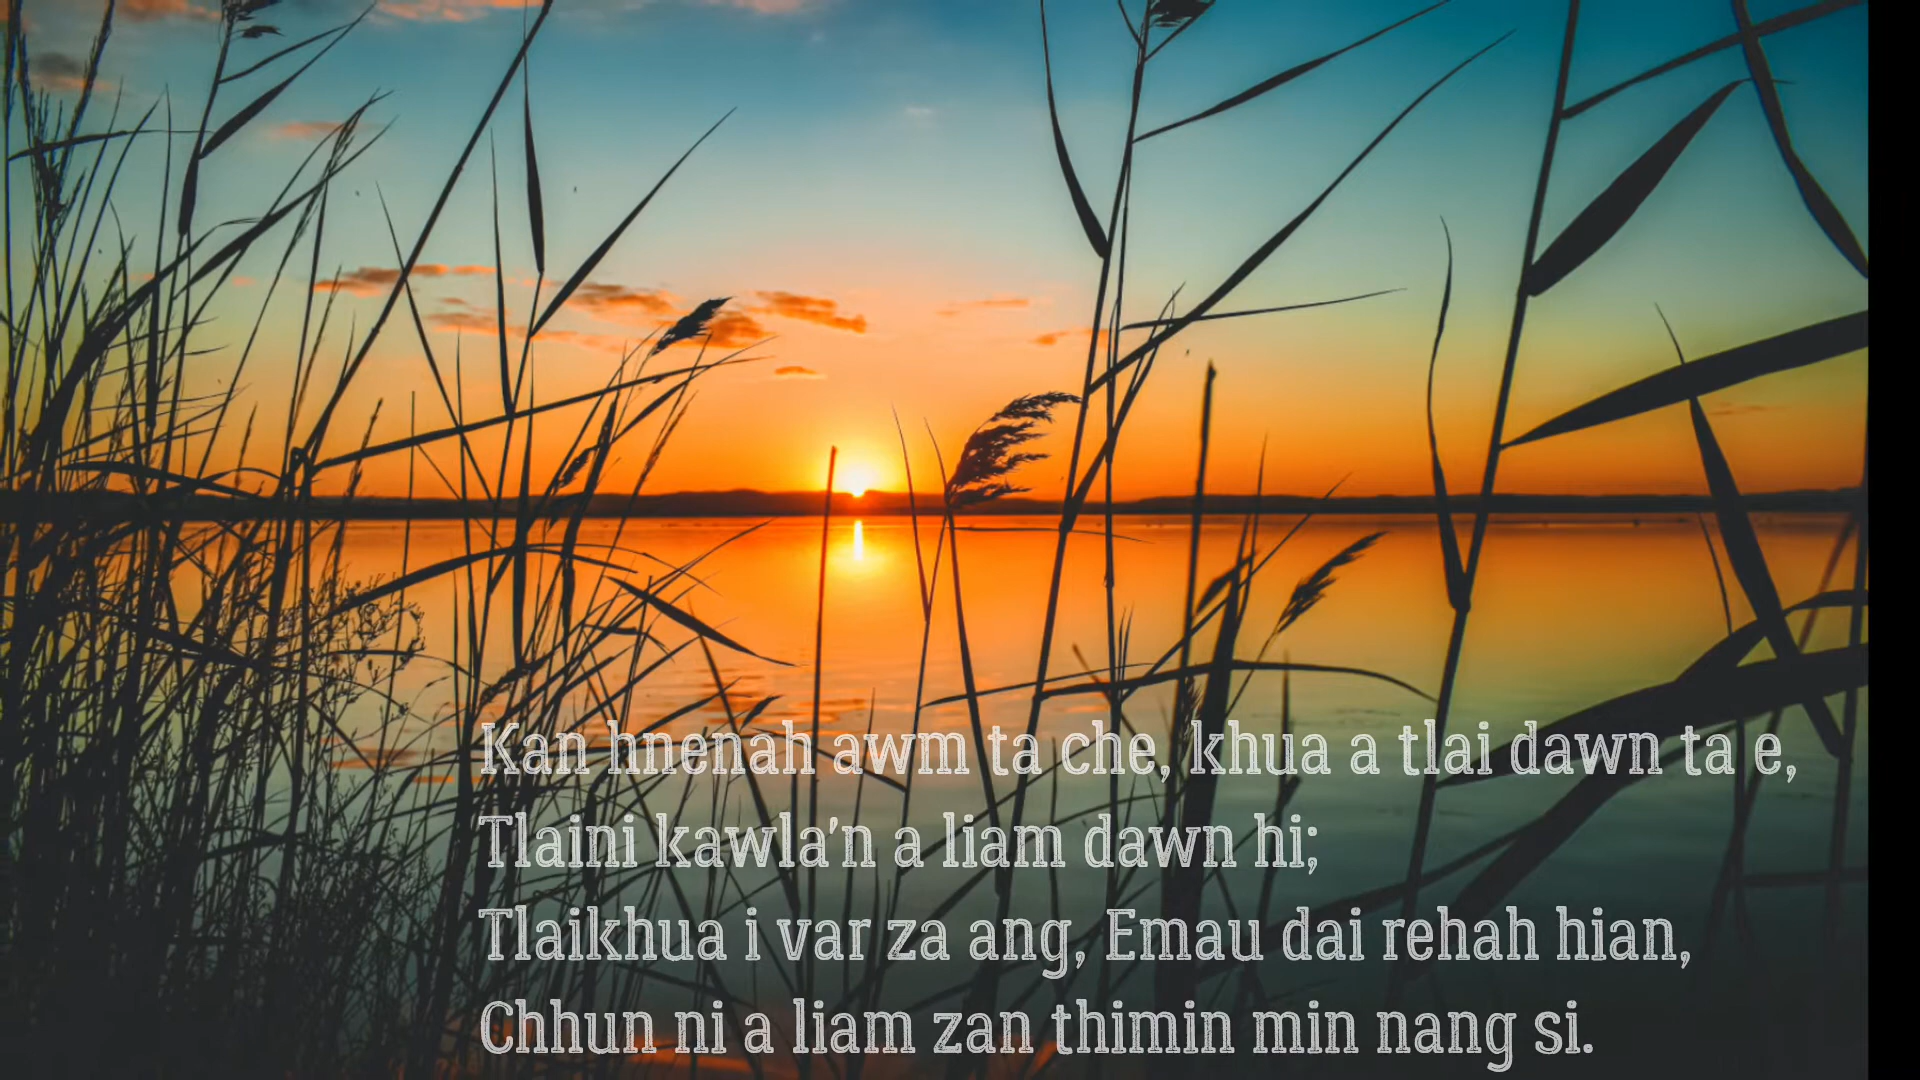 Kan hnenah awm ta che, khua a tlai dawn ta e,
Tlaini kawla'n a liam dawn hi;
Tlaikhua i var za ang, Emau dai rehah hian,
Chhun ni a liam zan thimin min nang si.